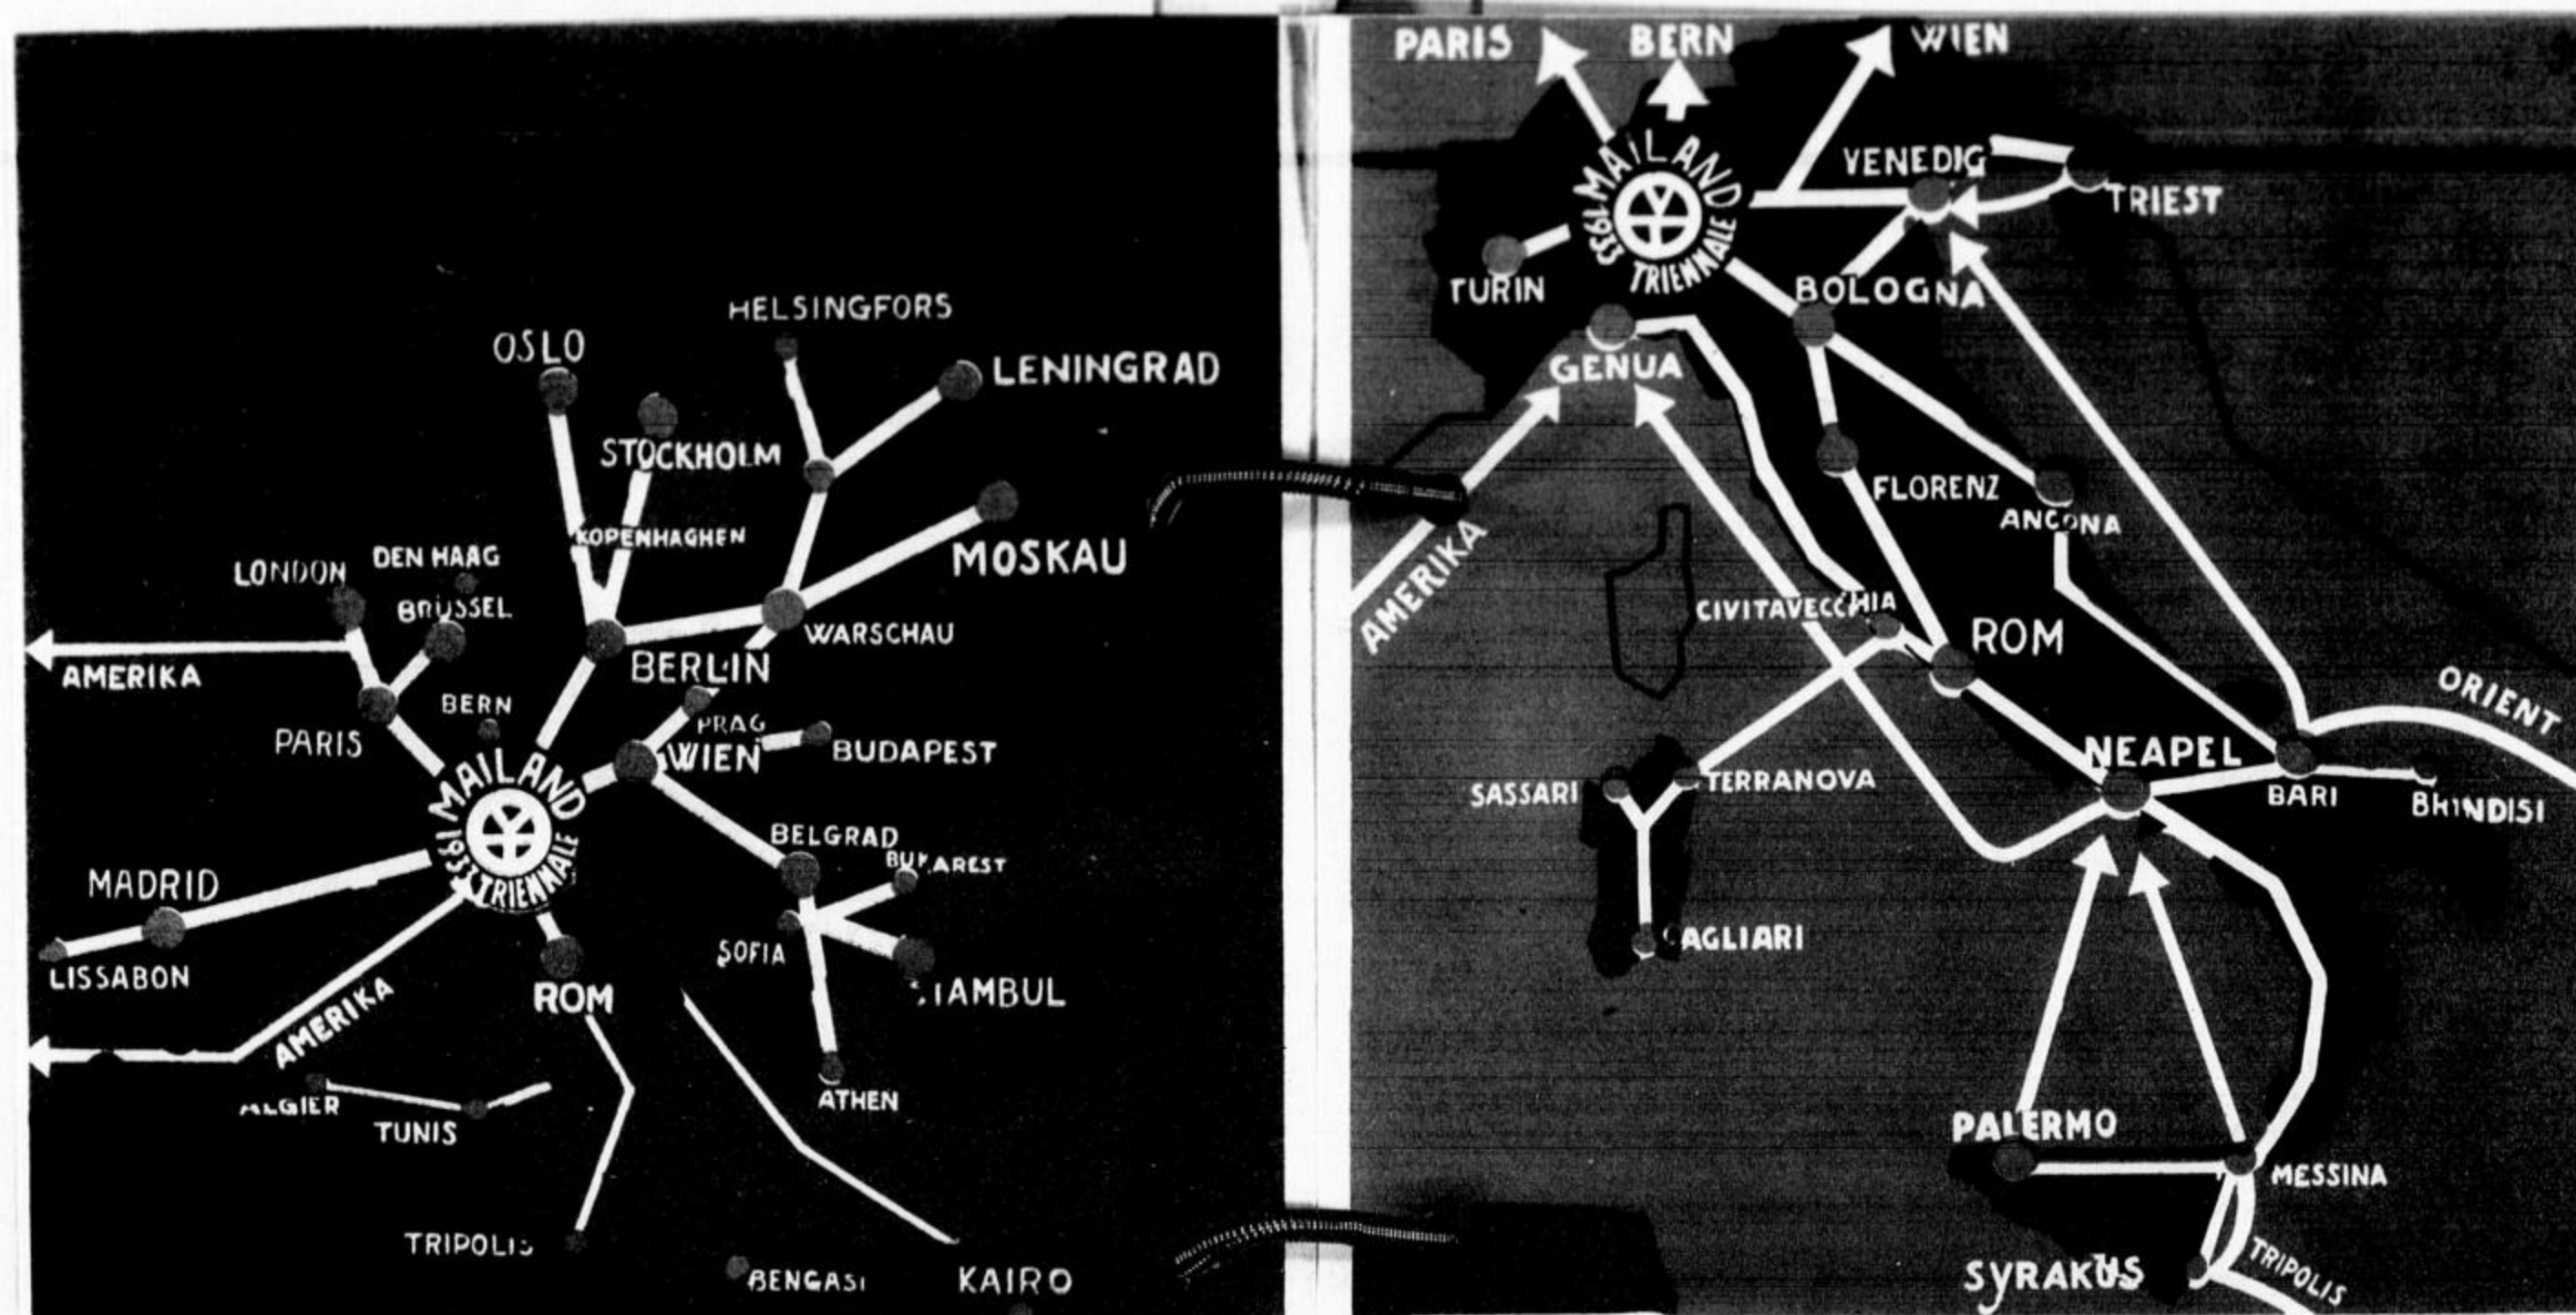 HELSINGFORS
OSLO
LENINGRAD
STOCKHOLM
KOPENHAGHEN
MOSKAU
DEN HAAG
LONDON
BRÜSSEL
WARSCHAU
BERLIN
AMERIKA
BERN
PRAG
PARIS
WIEN
BUDAPEST
MAILAND
1933 TRIENNALE
BELGRAD
BUKAREST
MADRID
SOFIA
LISSABON
ROM
AMERIKA
ATHEN
ALGIER
TUNIS
TRIPOLIS
BENGASI
KAIRO
PARIS
BERN
WIEN
MAILAND
1933 TRIENNALE
VENEDIG
TRIEST
TURIN
BOLOGNA
GENUA
FLORENZ
ANCONA
AMERIKA
CIVITAVECCHIA
ROM
ORIENT
NEAPEL
SASSARI
TERRANOVA
BARI
BRINDISI
CAGLIARI
PALERMO
MESSINA
SYRAKUS
TRIPOLIS